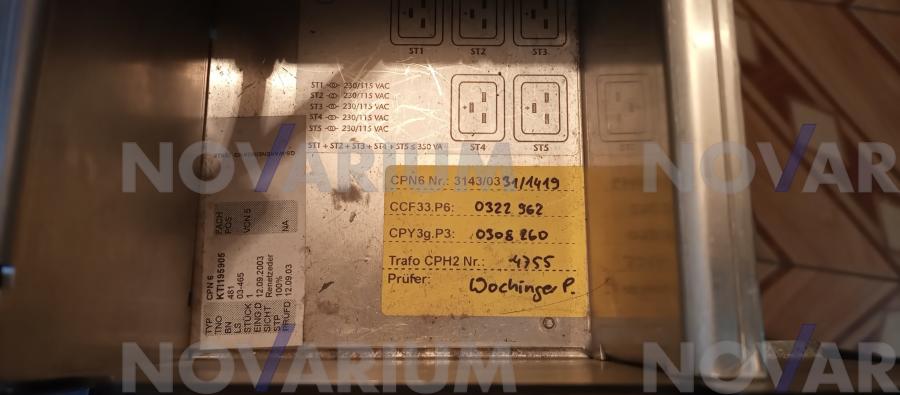 ST1 ST2 ST3
ST1 230/115 VAC
ST2 230/115 VAC
ST3 230/115 VAC
ST4 230/115 VAC
ST5 230/115 VAC
ST1 + ST2 + ST3 + ST4 + ST5 ≤ 350 VA
ST4 ST5
CPN6 Nr.: 3143/0331/1419
CCF33.P6: 0322 962
CPY3g.P3: 0308 260
Trafo CPH2 Nr.: 4755
Prüfer: Wochinger P.
FACH
POS VON 5 NA
TYP CPN 6
TNO KTI195905
BN 481
LS 03-465
STÜCK 1
EING.D 12.09.2003
SICHT Renetzeder
STP 100%
PRÜFD 12.09.03
NOVARIUM NOVAR
NOVARIUM NOVAR